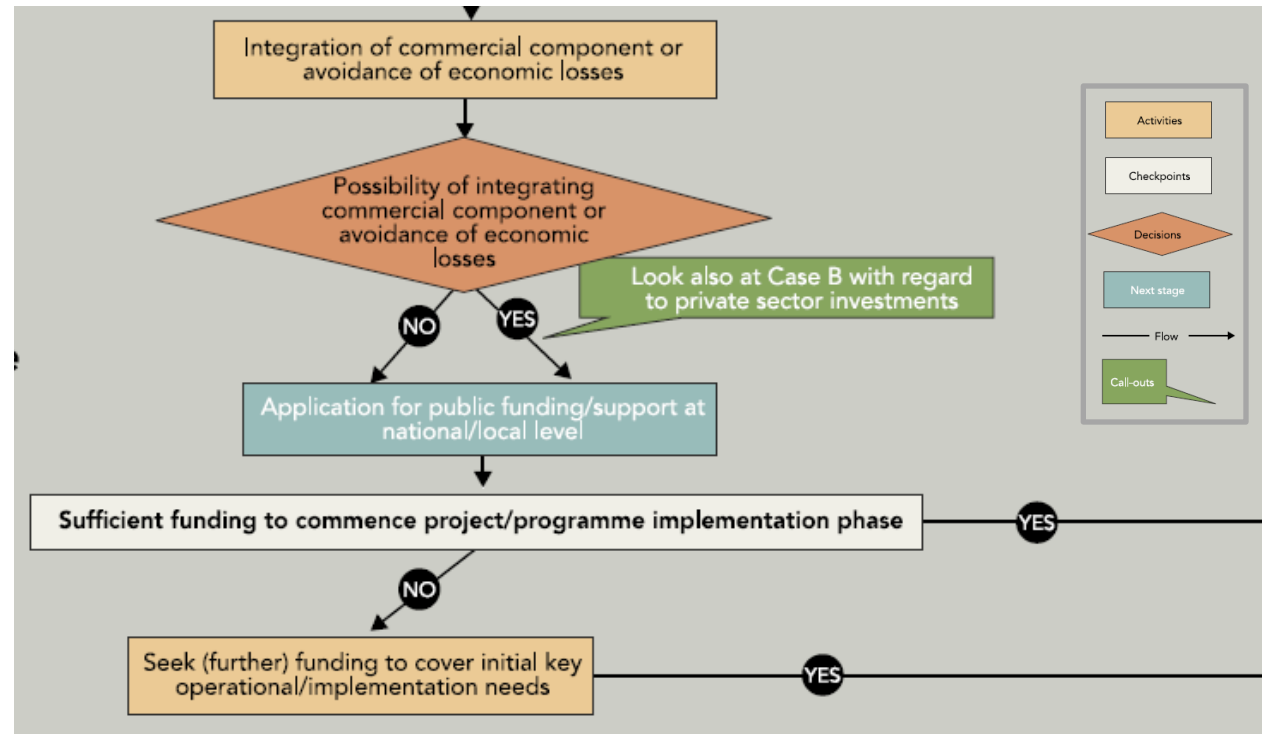 Integration of commercial component or
avoidance of economic losses
Possibility of integrating
commercial component or
avoidance of economic
losses
Look also at Case B with regard
to private sector investments
NO
YES
Application for public funding/support at
national/local level
Sufficient funding to commence project/programme implementation phase
YES
NO
Seek (further) funding to cover initial key
operational/implementation needs
YES
Activities
Checkpoints
Decisions
Next stage
Flow
Call-outs